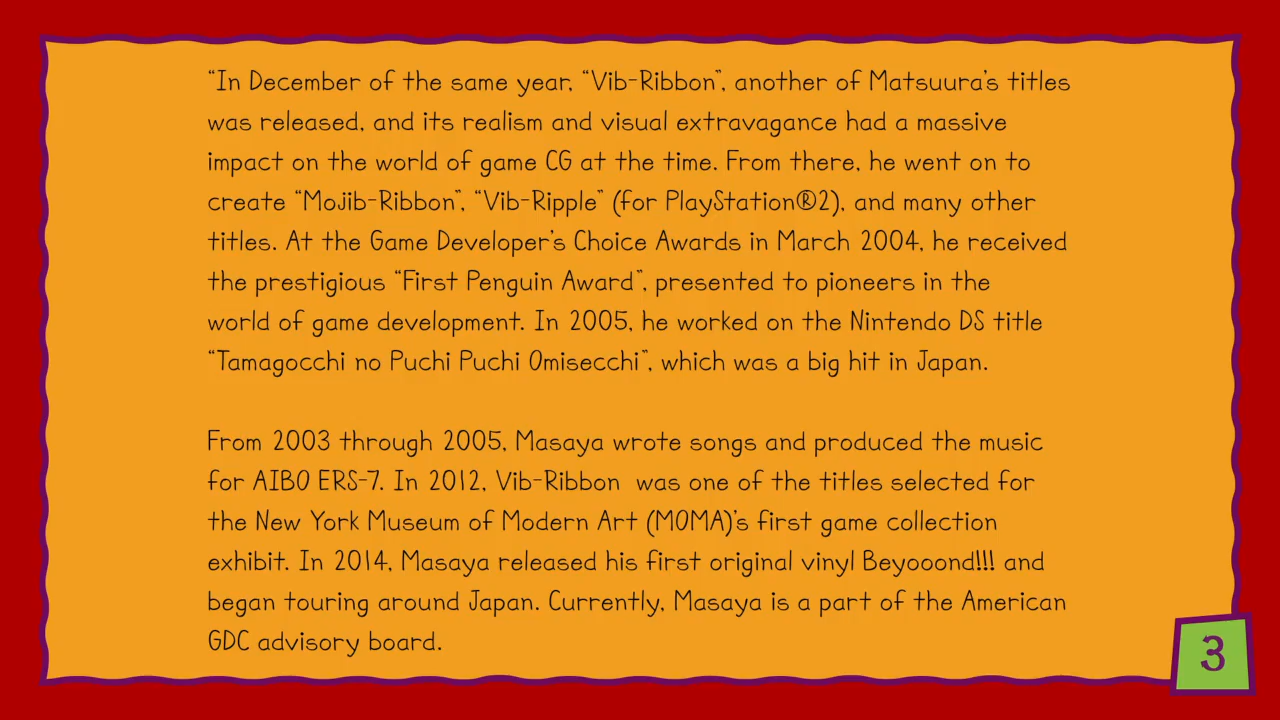 “In December of the same year, “Vib-Ribbon”, another of Matsuura’s titles
was released, and its realism and visual extravagance had a massive
impact on the world of game CG at the time. From there, he went on to
create “Mojib-Ribbon”, “Vib-Ripple” (for PlayStation®2), and many other
titles. At the Game Developer’s Choice Awards in March 2004, he received
the prestigious “First Penguin Award”, presented to pioneers in the
world of game development. In 2005, he worked on the Nintendo DS title
“Tamagocchi no Puchi Puchi Omisecchi”, which was a big hit in Japan.
From 2003 through 2005, Masaya wrote songs and produced the music
for AIBO ERS-7. In 2012, Vib-Ribbon  was one of the titles selected for
the New York Museum of Modern Art (MOMA)’s first game collection
exhibit. In 2014, Masaya released his first original vinyl Beyooond!!! and
began touring around Japan. Currently, Masaya is a part of the American
GDC advisory board.
3